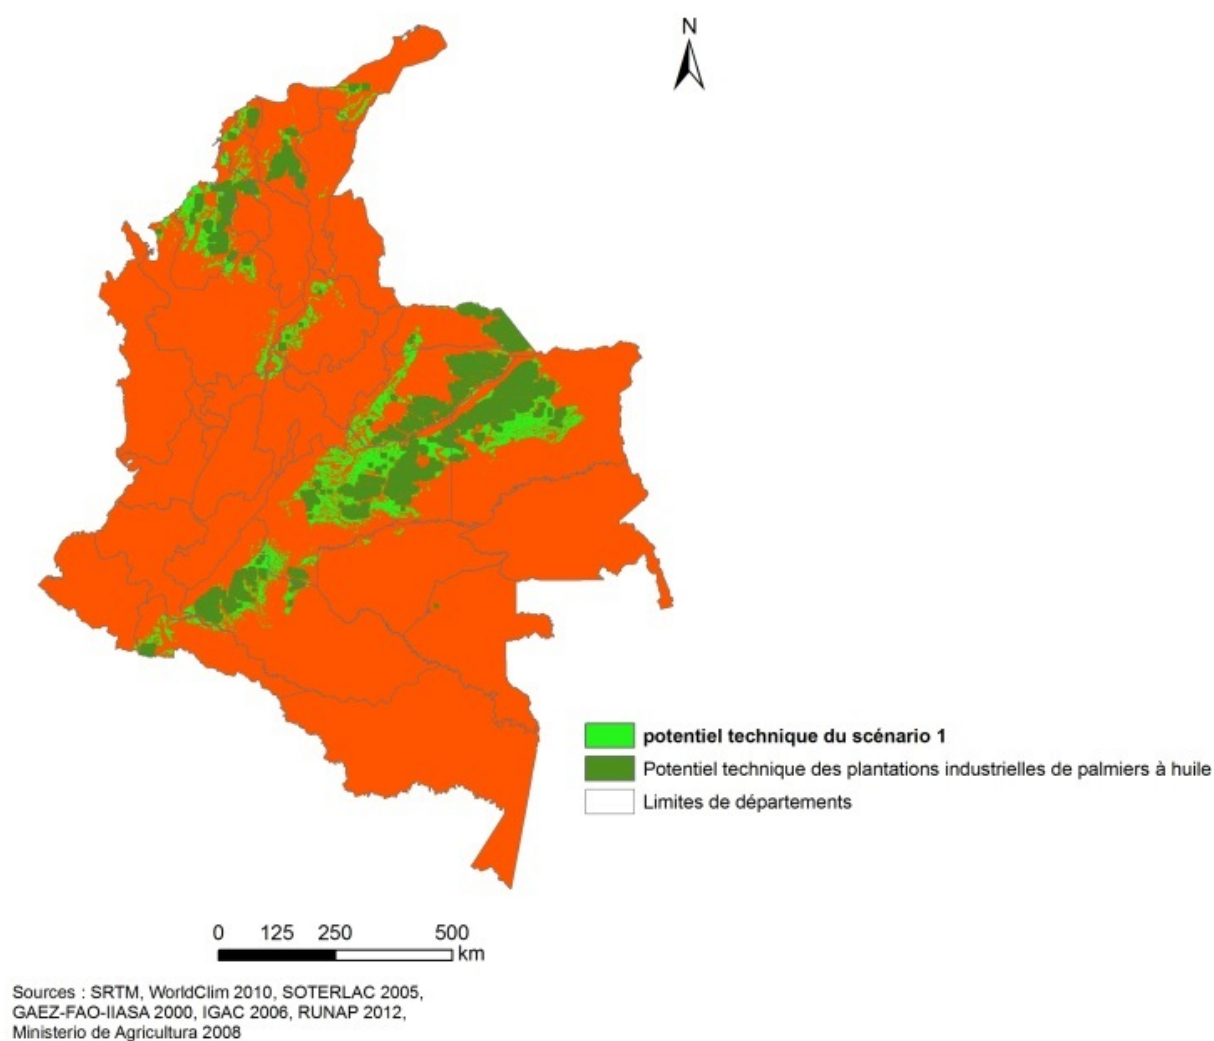 N
potentiel technique du scénario 1
Potentiel technique des plantations industrielles de palmiers à huile
Limites de départements
0 125 250 500
km
Sources : SRTM, WorldClim 2010, SOTERLAC 2005,
GAEZ-FAO-IIASA 2000, IGAC 2006, RUNAP 2012,
Ministerio de Agricultura 2008